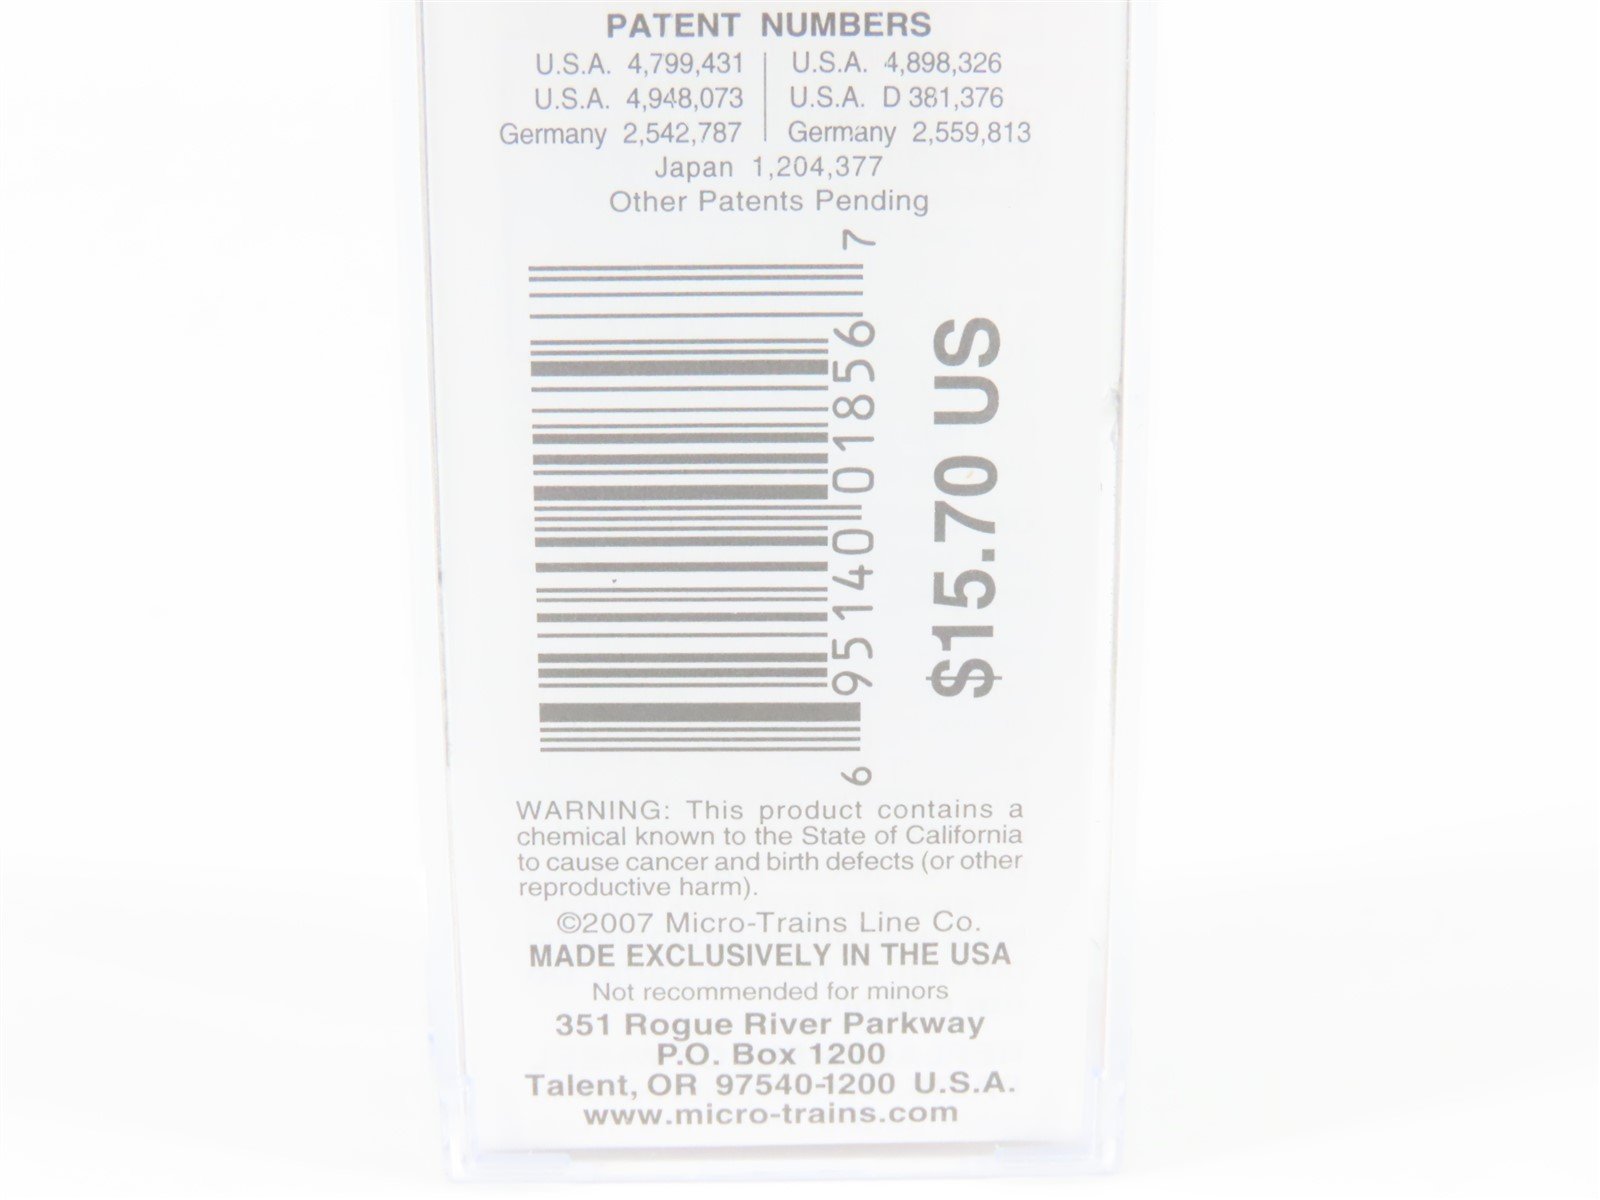 PATENT NUMBERS
U.S.A. 4,799,431 | U.S.A. 4,898,326
U.S.A. 4,948,073 | U.S.A. D 381,376
Germany 2,542,787 | Germany 2,559,813
Japan 1,204,377
Other Patents Pending
6 95140 01856 7
$15.70 US
WARNING: This product contains a
chemical known to the State of California
to cause cancer and birth defects (or other
reproductive harm).
©2007 Micro-Trains Line Co.
MADE EXCLUSIVELY IN THE USA
Not recommended for minors
351 Rogue River Parkway
P.O. Box 1200
Talent, OR 97540-1200 U.S.A.
www.micro-trains.com